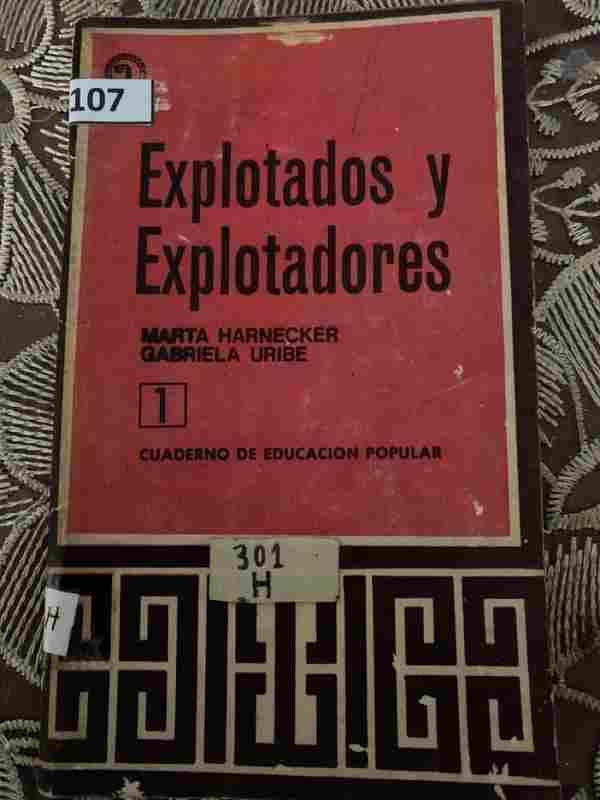 107
Explotados y
Explotadores
MARTA HARNECKER
GABRIELA URIBE
1
CUADERNO DE EDUCACION POPULAR
301
H
H